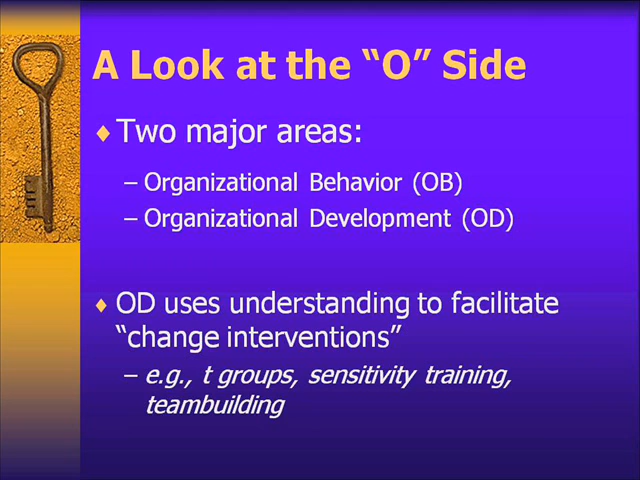 A Look at the “O” Side
♦ Two major areas:
– Organizational Behavior (OB)
– Organizational Development (OD)
♦ OD uses understanding to facilitate
“change interventions”
– e.g., t groups, sensitivity training,
teambuilding